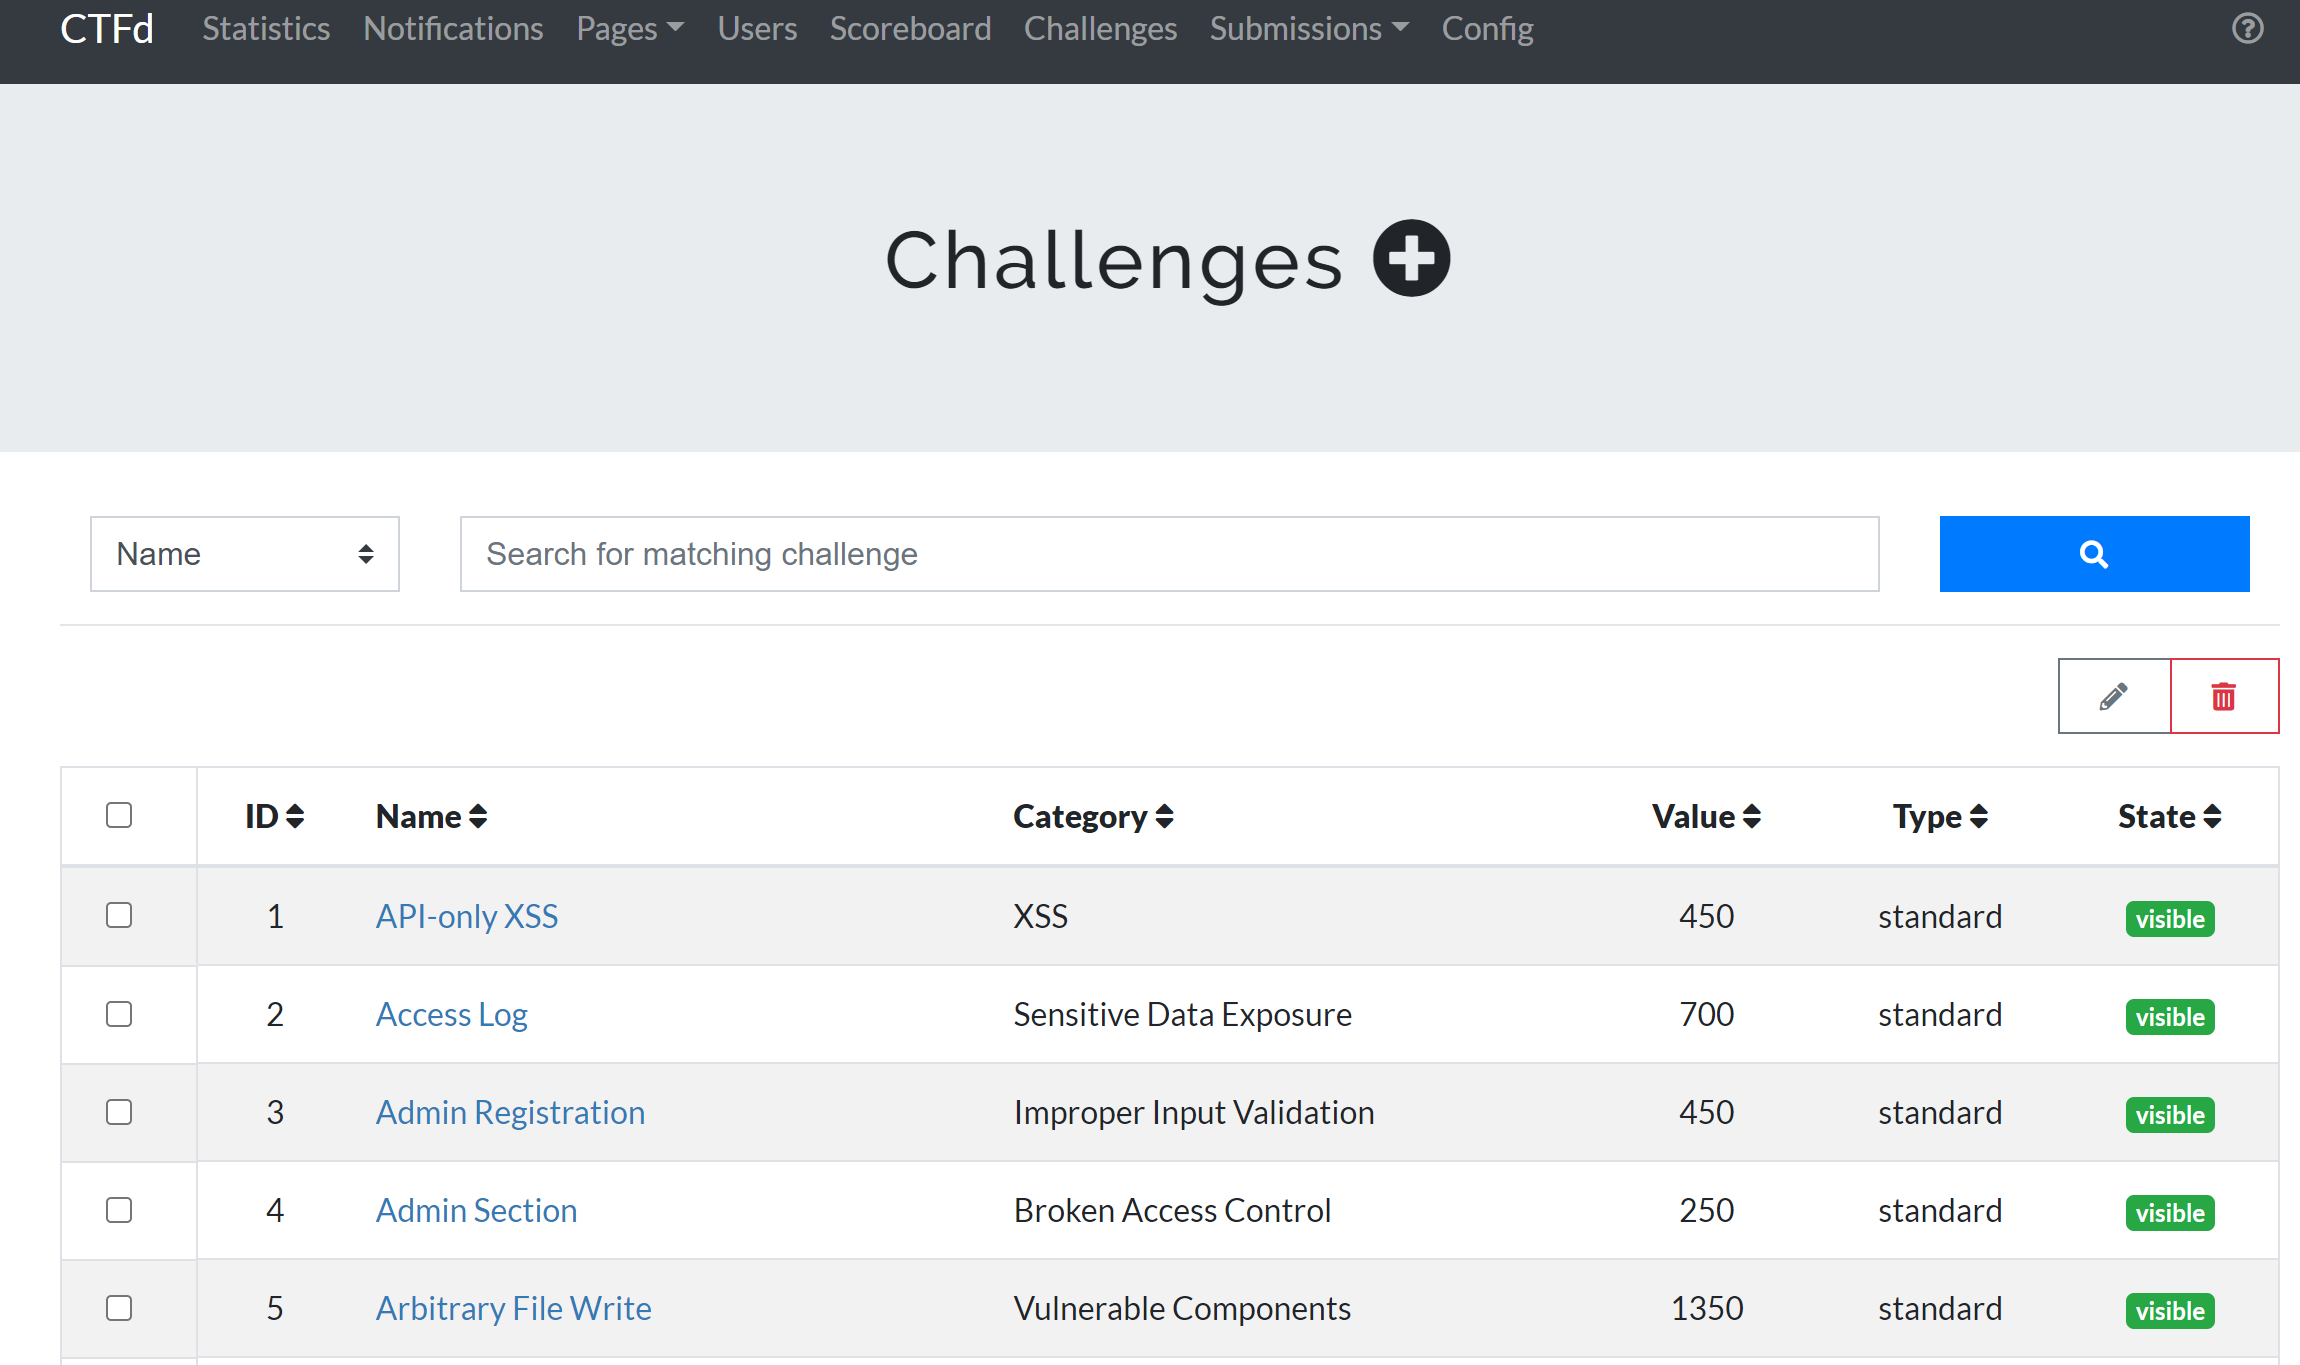 CTFd Statistics Notifications Pages Users Scoreboard Challenges Submissions Config
Challenges
Name Search for matching challenge
ID Name Category Value Type State
1 API-only XSS XSS 450 standard visible
2 Access Log Sensitive Data Exposure 700 standard visible
3 Admin Registration Improper Input Validation 450 standard visible
4 Admin Section Broken Access Control 250 standard visible
5 Arbitrary File Write Vulnerable Components 1350 standard visible